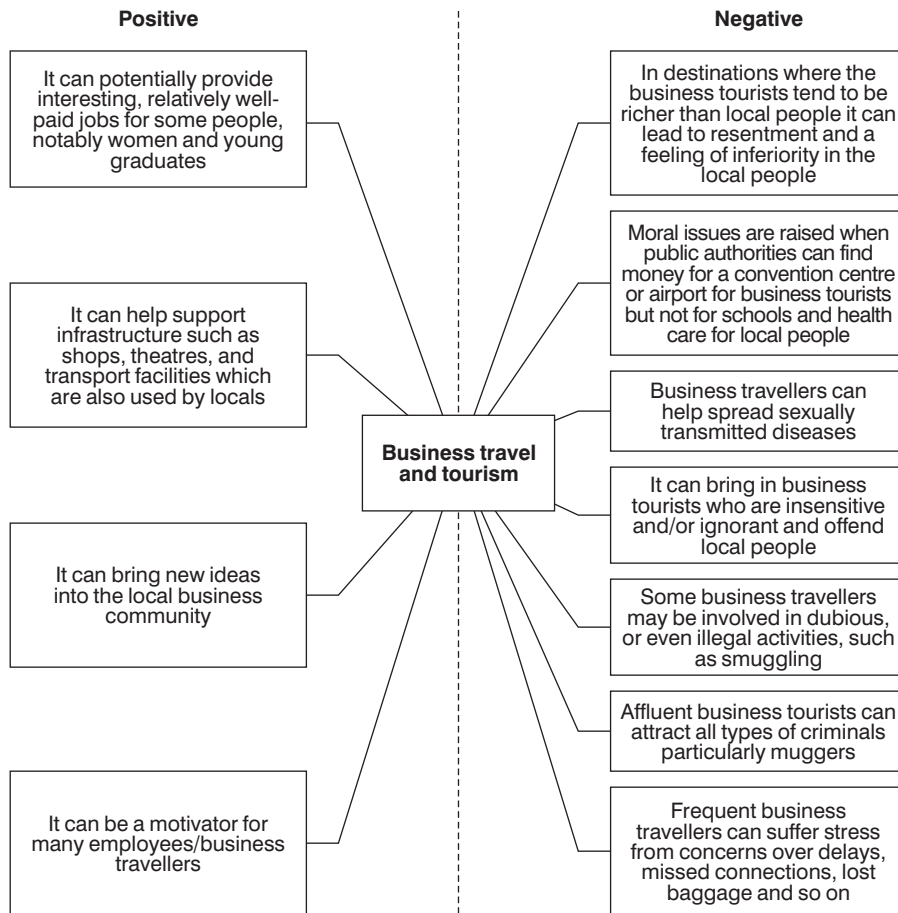 Positive
Negative
It can potentially provide
interesting, relatively well-
paid jobs for some people,
notably women and young
graduates
It can help support
infrastructure such as
shops, theatres, and
transport facilities which
are also used by locals
It can bring new ideas
into the local business
community
It can be a motivator for
many employees/business
travellers
Business travel
and tourism
In destinations where the
business tourists tend to be
richer than local people it can
lead to resentment and a
feeling of inferiority in the
local people
Moral issues are raised when
public authorities can find
money for a convention centre
or airport for business tourists
but not for schools and health
care for local people
Business travellers can
help spread sexually
transmitted diseases
It can bring in business
tourists who are insensitive
and/or ignorant and offend
local people
Some business travellers
may be involved in dubious,
or even illegal activities, such
as smuggling
Affluent business tourists can
attract all types of criminals
particularly muggers
Frequent business
travellers can suffer stress
from concerns over delays,
missed connections, lost
baggage and so on